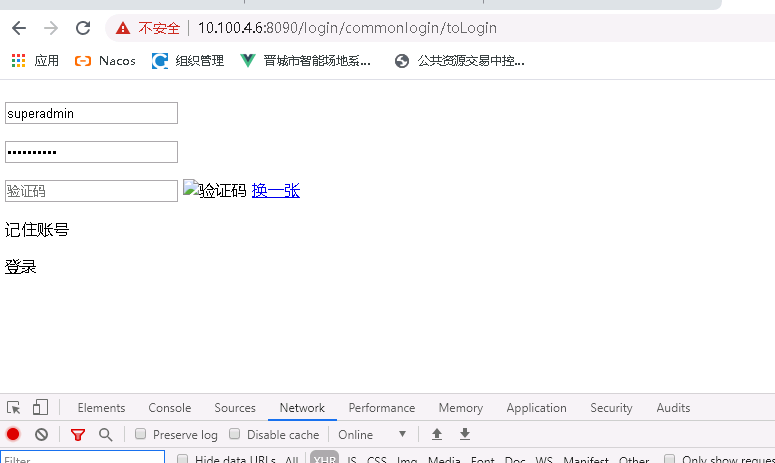 不安全 10.100.4.6:8090/login/commonlogin/toLogin
应用 Nacos 组织管理 晋城市智能场地系... 公共资源交易中控...
superadmin
••••••••••
验证码 验证码 换一张
记住账号
登录
Elements Console Sources Network Performance Memory Application Security Audits
Preserve log Disable cache Online
Filter Hide data URLs All XHR JS CSS Img Media Font Doc WS Manifest Other Only show reques